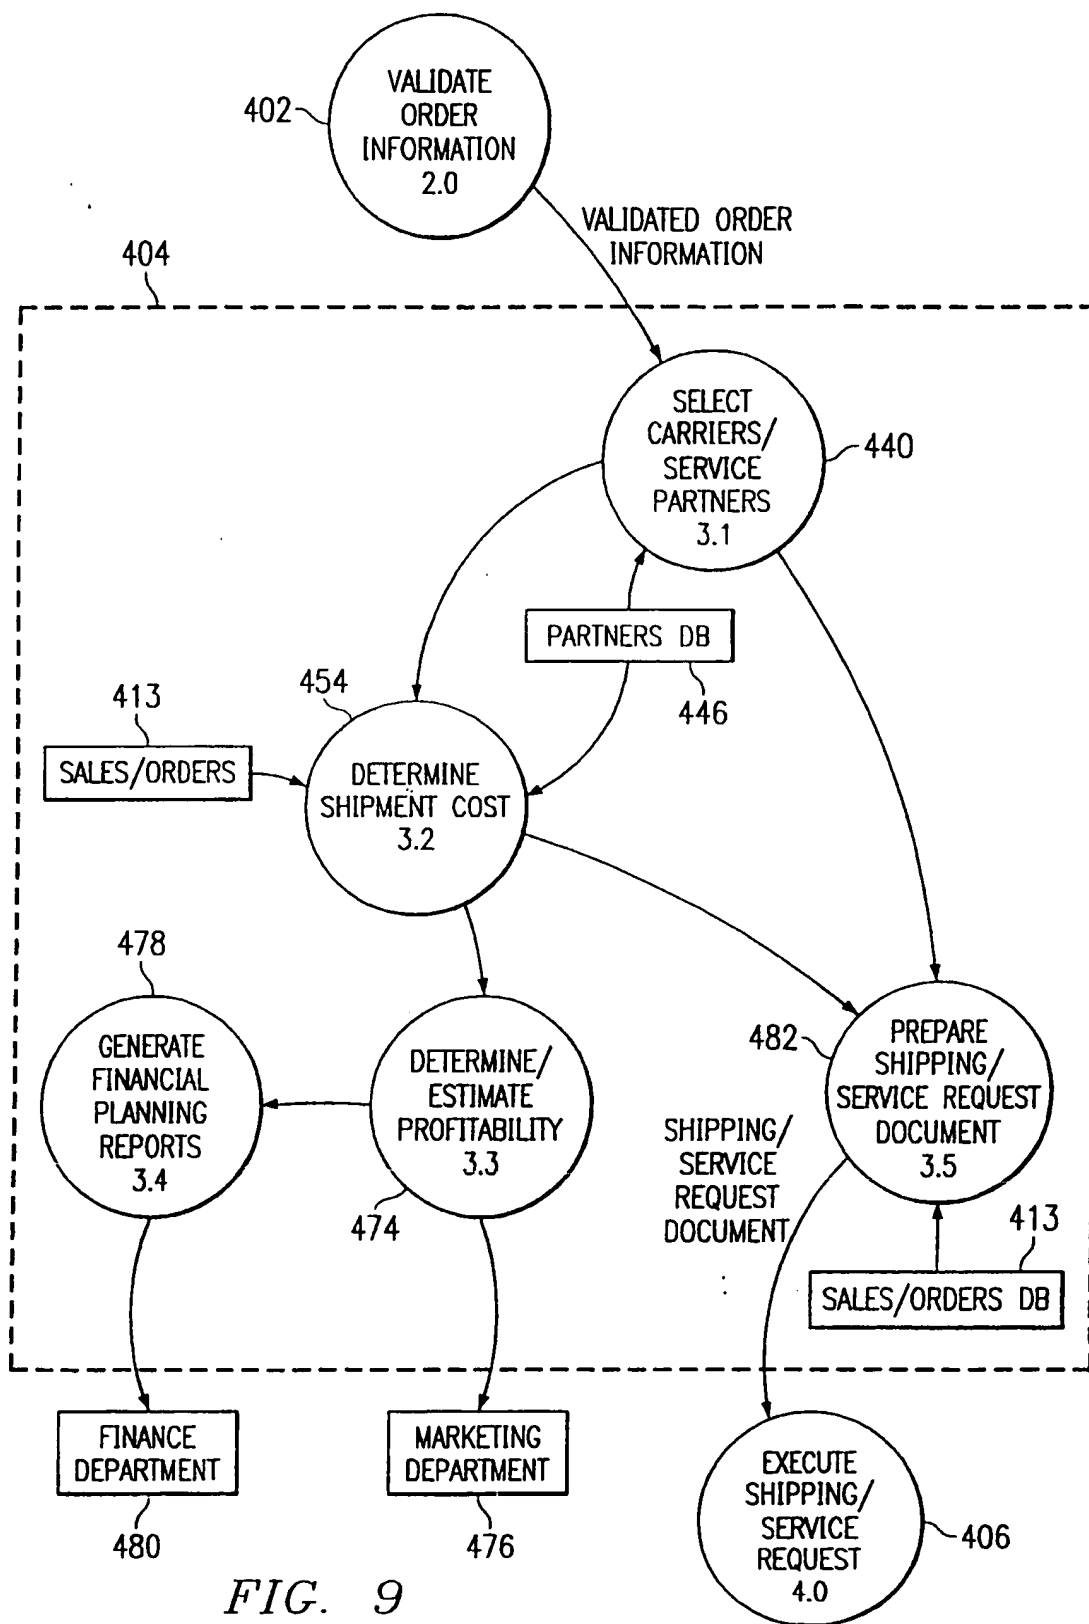 VALIDATE
ORDER
INFORMATION
2.0
402
VALIDATED ORDER
INFORMATION
404
SELECT
CARRIERS/
SERVICE
PARTNERS
3.1
440
PARTNERS DB
446
454
413
SALES/ORDERS
DETERMINE
SHIPMENT COST
3.2
478
GENERATE
FINANCIAL
PLANNING
REPORTS
3.4
DETERMINE/
ESTIMATE
PROFITABILITY
3.3
474
482
PREPARE
SHIPPING/
SERVICE REQUEST
DOCUMENT
3.5
SHIPPING/
SERVICE
REQUEST
DOCUMENT
413
SALES/ORDERS DB
FINANCE
DEPARTMENT
480
MARKETING
DEPARTMENT
476
EXECUTE
SHIPPING/
SERVICE
REQUEST
4.0
406
FIG. 9